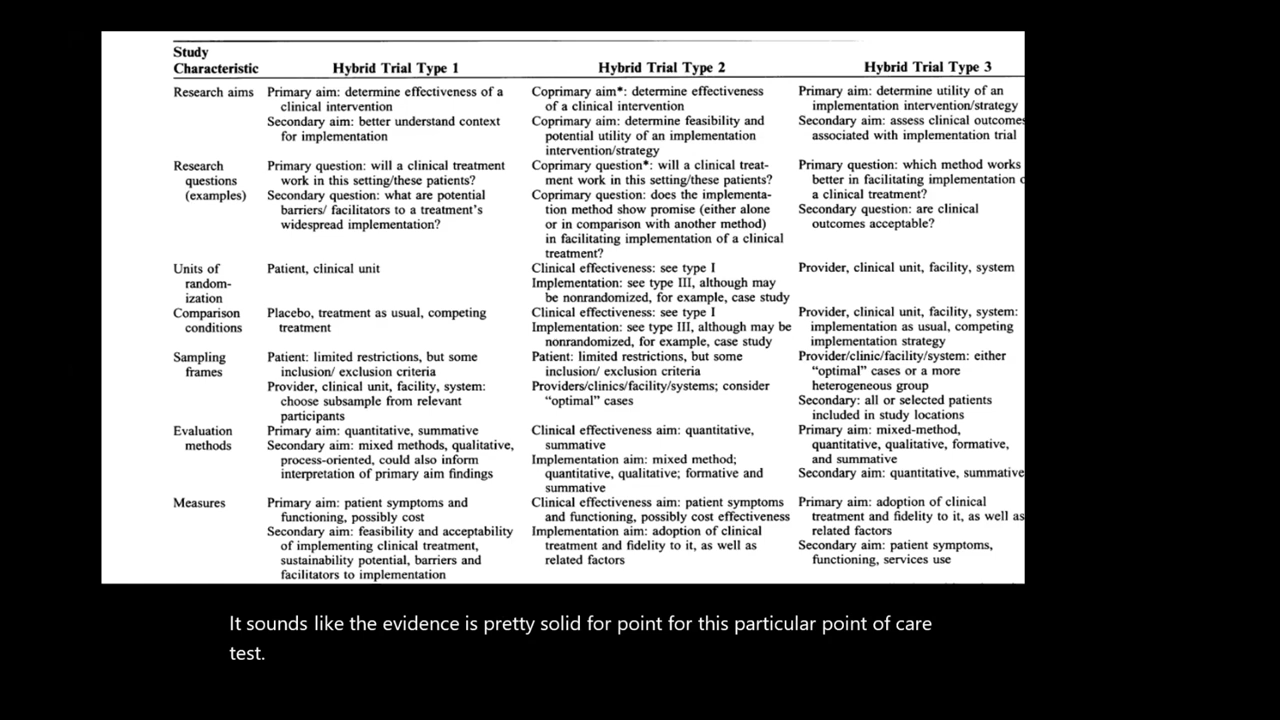 Study
Characteristic
Hybrid Trial Type 1
Hybrid Trial Type 2
Hybrid Trial Type 3
Research aims
Primary aim: determine effectiveness of a
clinical intervention
Secondary aim: better understand context
for implementation
Coprimary aim*: determine effectiveness
of a clinical intervention
Coprimary aim: determine feasibility and
potential utility of an implementation
intervention/strategy
Primary aim: determine utility of an
implementation intervention/strategy
Secondary aim: assess clinical outcomes
associated with implementation trial
Research
questions
(examples)
Primary question: will a clinical treatment
work in this setting/these patients?
Secondary question: what are potential
barriers/ facilitators to a treatment's
widespread implementation?
Coprimary question*: will a clinical treat-
ment work in this setting/these patients?
Coprimary question: does the implementa-
tion method show promise (either alone
or in comparison with another method)
in facilitating implementation of a clinical
treatment?
Primary question: which method works
better in facilitating implementation
a clinical treatment?
Secondary question: are clinical
outcomes acceptable?
Units of
random-
ization
Patient, clinical unit
Clinical effectiveness: see type I
Implementation: see type III, although may
be nonrandomized, for example, case study
Provider, clinical unit, facility, system
Comparison
conditions
Placebo, treatment as usual, competing
treatment
Clinical effectiveness: see type I
Implementation: see type III, although may be
nonrandomized, for example, case study
Provider, clinical unit, facility, system:
implementation as usual, competing
implementation strategy
Sampling
frames
Patient: limited restrictions, but some
inclusion/ exclusion criteria
Provider, clinical unit, facility, system:
choose subsample from relevant
participants
Patient: limited restrictions, but some
inclusion/ exclusion criteria
Providers/clinics/facility/systems; consider
"optimal" cases
Provider/clinic/facility/system: either
"optimal" cases or a more
heterogeneous group
Secondary: all or selected patients
included in study locations
Evaluation
methods
Primary aim: quantitative, summative
Secondary aim: mixed methods, qualitative,
process-oriented, could also inform
interpretation of primary aim findings
Clinical effectiveness aim: quantitative,
summative
Implementation aim: mixed method;
quantitative, qualitative; formative and
summative
Primary aim: mixed-method,
quantitative, qualitative, formative,
and summative
Secondary aim: quantitative, summative
Measures
Primary aim: patient symptoms and
functioning, possibly cost
Secondary aim: feasibility and acceptability
of implementing clinical treatment,
sustainability potential, barriers and
facilitators to implementation
Clinical effectiveness aim: patient symptoms
and functioning, possibly cost effectiveness
Implementation aim: adoption of clinical
treatment and fidelity to it, as well as
related factors
Primary aim: adoption of clinical
treatment and fidelity to it, as well as
related factors
Secondary aim: patient symptoms,
functioning, services use
It sounds like the evidence is pretty solid for point for this particular point of care
test.